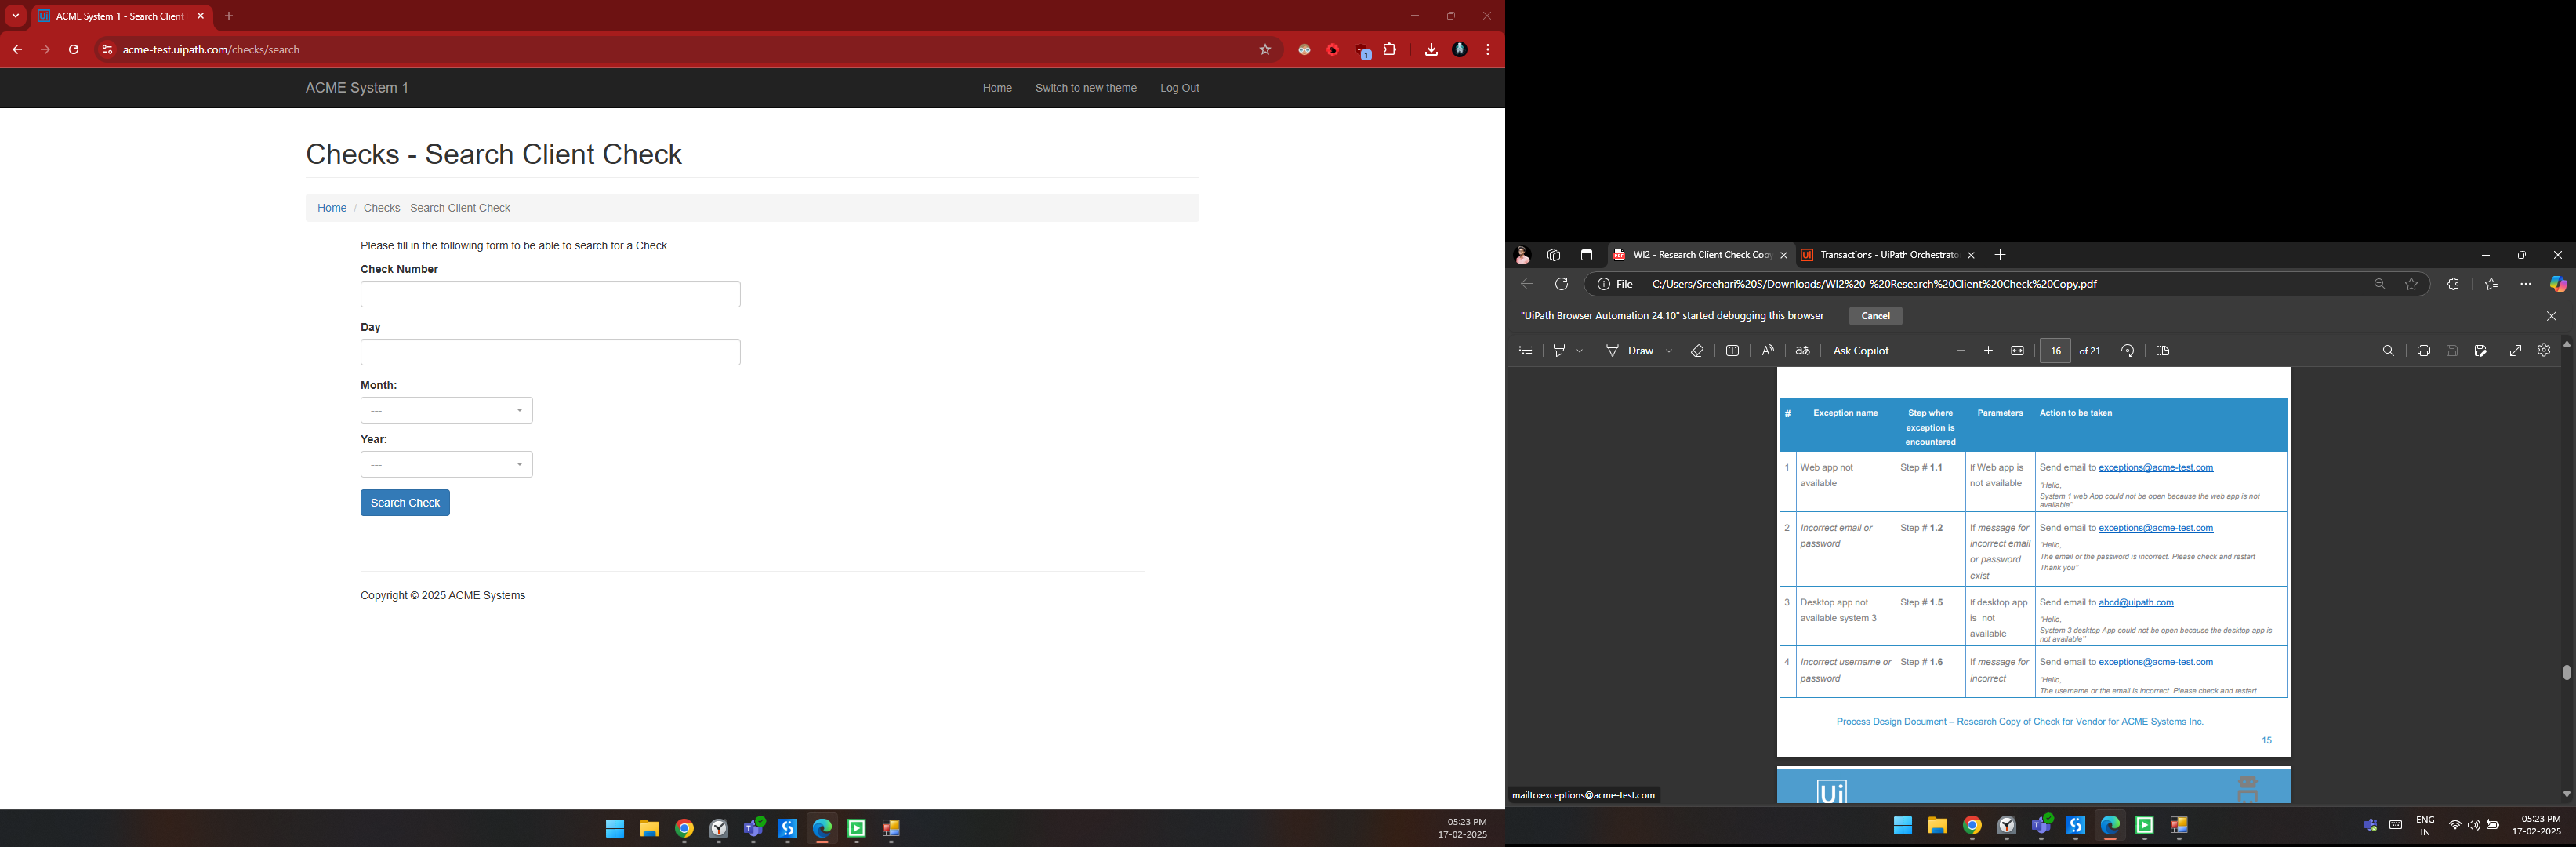 ACME System 1 - Search Client
acme-test.uipath.com/checks/search
1
ACME System 1
Home
Switch to new theme
Log Out
Checks - Search Client Check
Home / Checks - Search Client Check
Please fill in the following form to be able to search for a Check.
Check Number
Day
Month:
---
Year:
---
Search Check
Copyright © 2025 ACME Systems
05:23 PM
17-02-2025
WI2 - Research Client Check Copy
Transactions - UiPath Orchestrato
File
C:/Users/Sreehari%20S/Downloads/WI2%20-%20Research%20Client%20Check%20Copy.pdf
"UiPath Browser Automation 24.10" started debugging this browser
Cancel
Draw
aあ
Ask Copilot
16 of 21
#
Exception name
Step where
exception is
encountered
Parameters
Action to be taken
1
Web app not
available
Step # 1.1
If Web app is
not available
Send email to exceptions@acme-test.com
"Hello,
System 1 web App could not be open because the web app is not
available"
2
Incorrect email or
password
Step # 1.2
If message for
incorrect email
or password
exist
Send email to exceptions@acme-test.com
"Hello,
The email or the password is incorrect. Please check and restart
Thank you"
3
Desktop app not
available system 3
Step # 1.5
If desktop app
is not
available
Send email to abcd@uipath.com
"Hello,
System 3 desktop App could not be open because the desktop app is
not available"
4
Incorrect username or
password
Step # 1.6
If message for
incorrect
Send email to exceptions@acme-test.com
"Hello,
The username or the email is incorrect. Please check and restart
Process Design Document – Research Copy of Check for Vendor for ACME Systems Inc.
15
Ui
mailto:exceptions@acme-test.com
ENG
IN
05:23 PM
17-02-2025